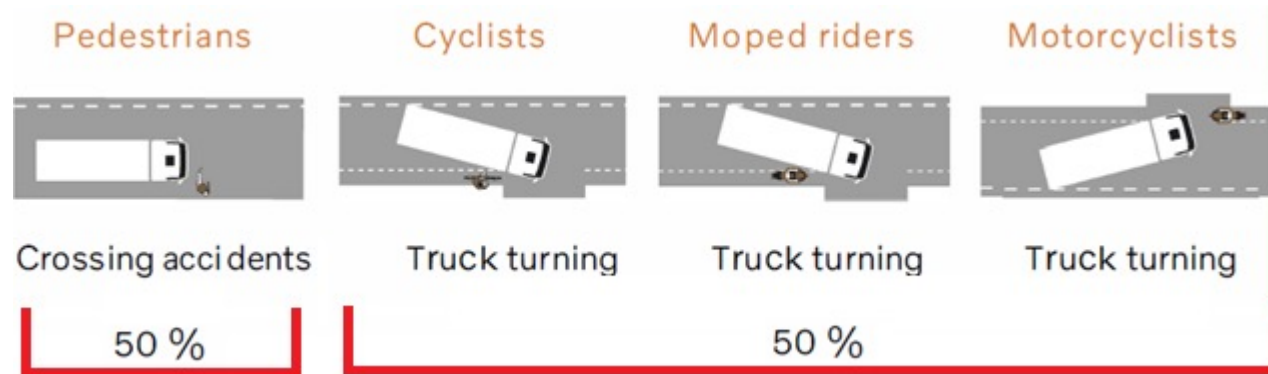 Pedestrians Cyclists Moped riders Motorcyclists
Crossing accidents Truck turning Truck turning Truck turning
50 % 50 %